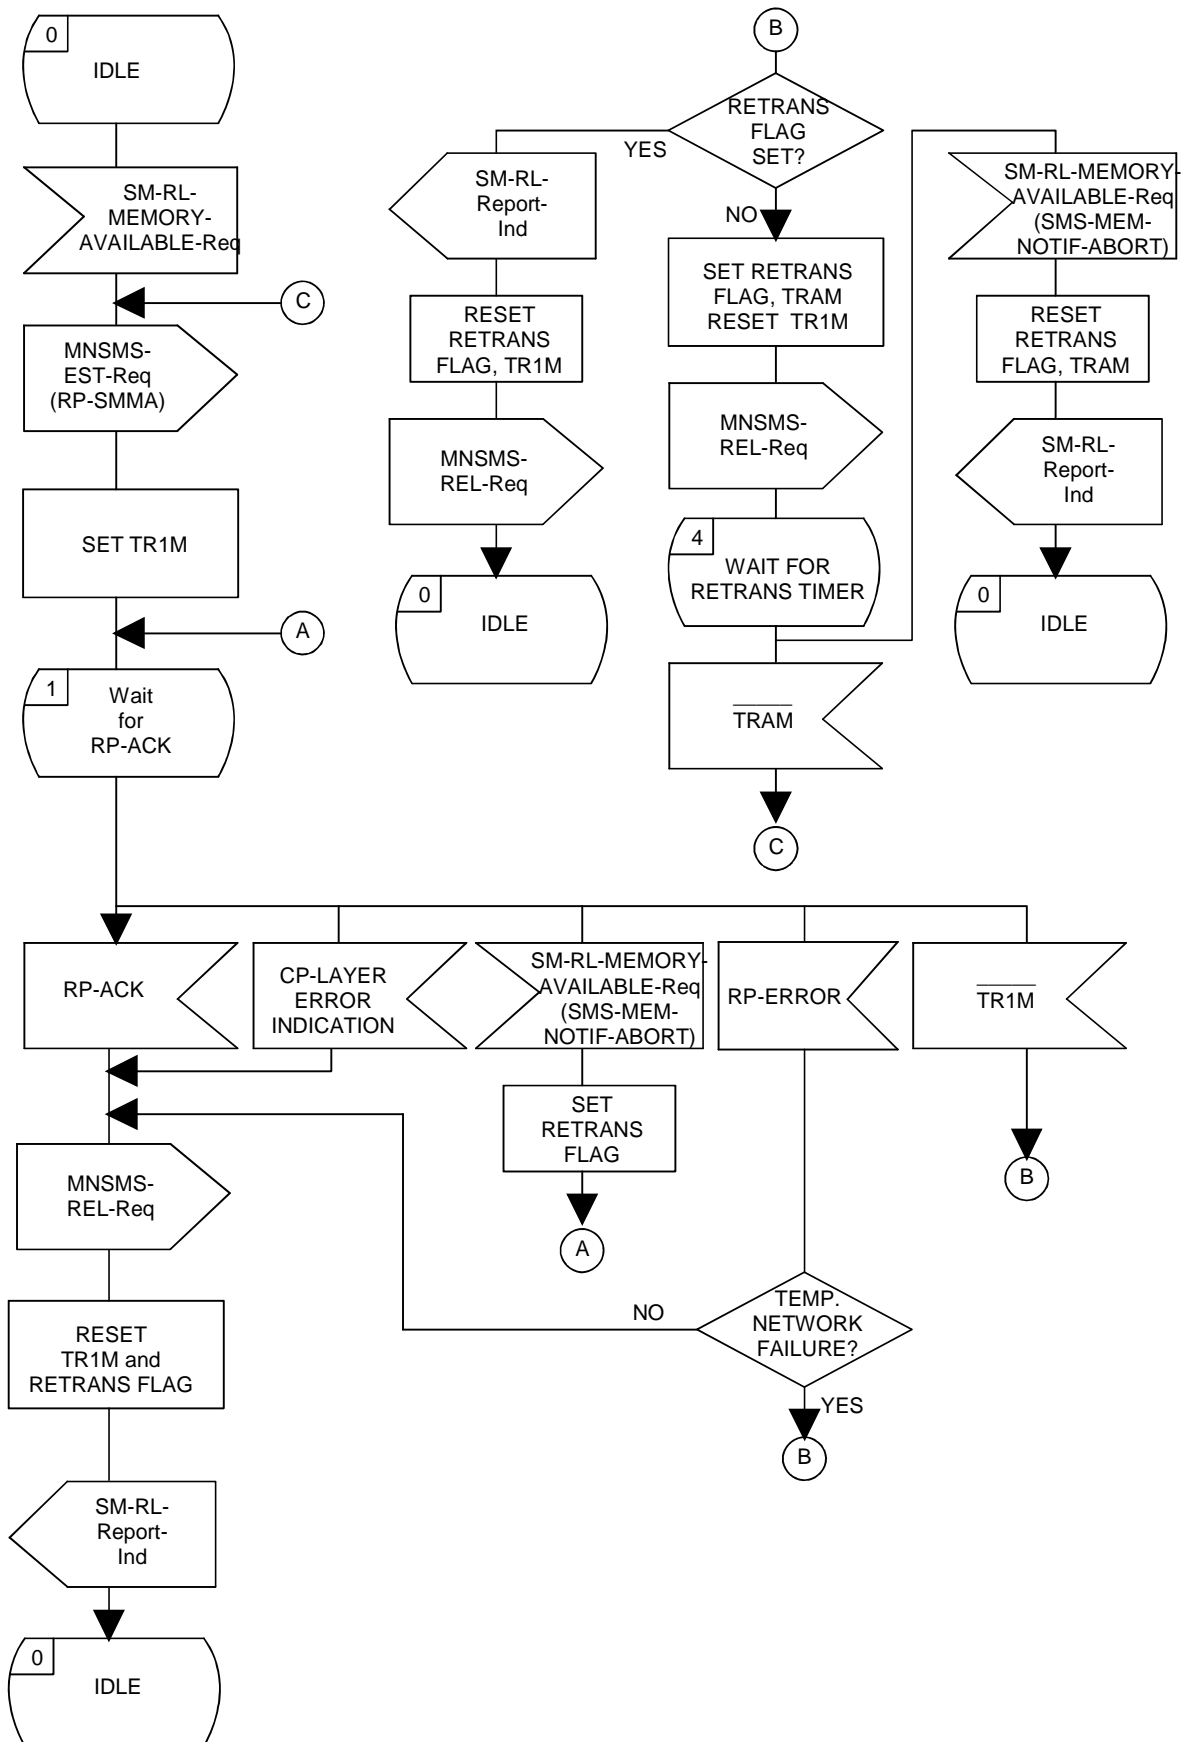 0
IDLE
SM-RL-
MEMORY-
AVAILABLE-Req
C
MNSMS-
EST-Req
(RP-SMMA)
SET TR1M
A
1
Wait
for
RP-ACK
B
RETRANS
FLAG
SET?
YES
NO
SM-RL-
Report-
Ind
RESET
RETRANS
FLAG, TR1M
MNSMS-
REL-Req
0
IDLE
SET RETRANS
FLAG, TRAM
RESET TR1M
MNSMS-
REL-Req
4
WAIT FOR
RETRANS TIMER
TRAM
C
SM-RL-MEMORY-
AVAILABLE-Req
(SMS-MEM-
NOTIF-ABORT)
RESET
RETRANS
FLAG, TRAM
SM-RL-
Report-
Ind
0
IDLE
RP-ACK
CP-LAYER
ERROR
INDICATION
SM-RL-MEMORY-
AVAILABLE-Req
(SMS-MEM-
NOTIF-ABORT)
RP-ERROR
TR1M
SET
RETRANS
FLAG
A
B
MNSMS-
REL-Req
TEMP.
NETWORK
FAILURE?
NO
YES
B
RESET
TR1M and
RETRANS FLAG
SM-RL-
Report-
Ind
0
IDLE